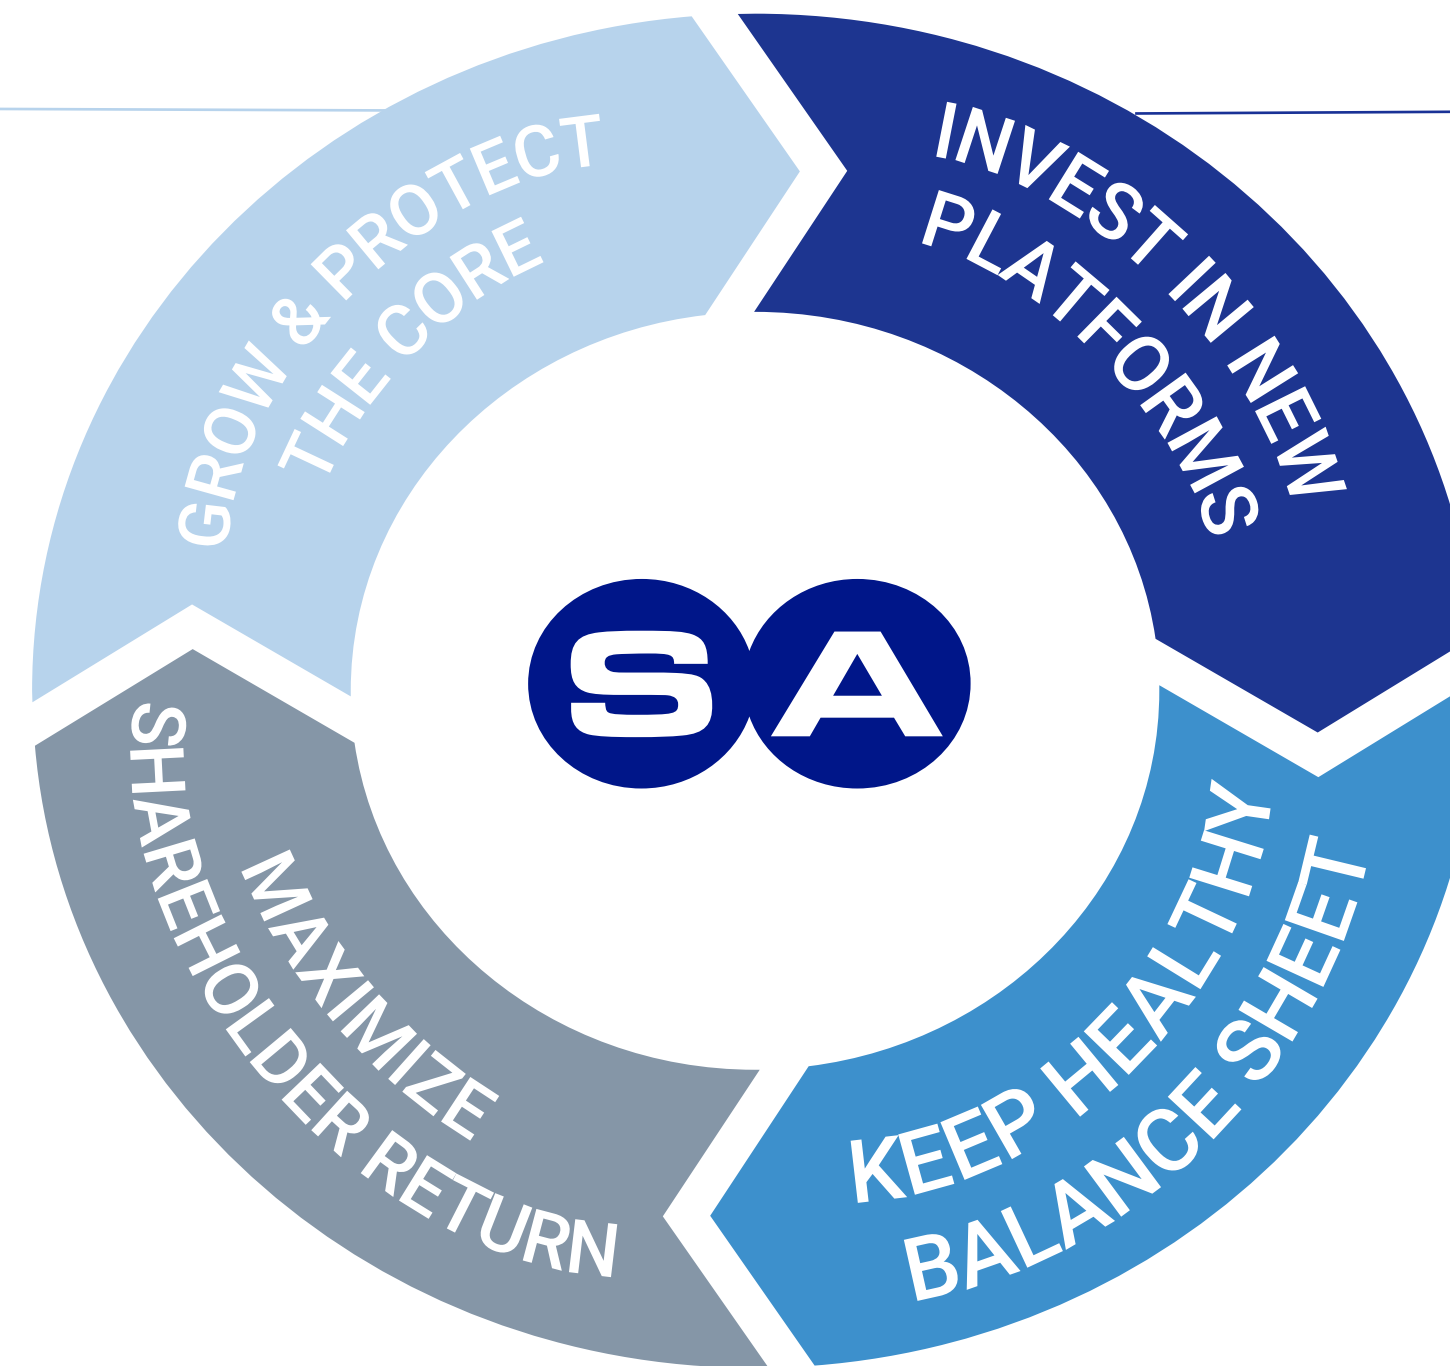 GROW & PROTECT
THE CORE
INVEST IN NEW
PLATFORMS
SA
MAXIMIZE
SHAREHOLDER RETURN
KEEP HEALTHY
BALANCE SHEET